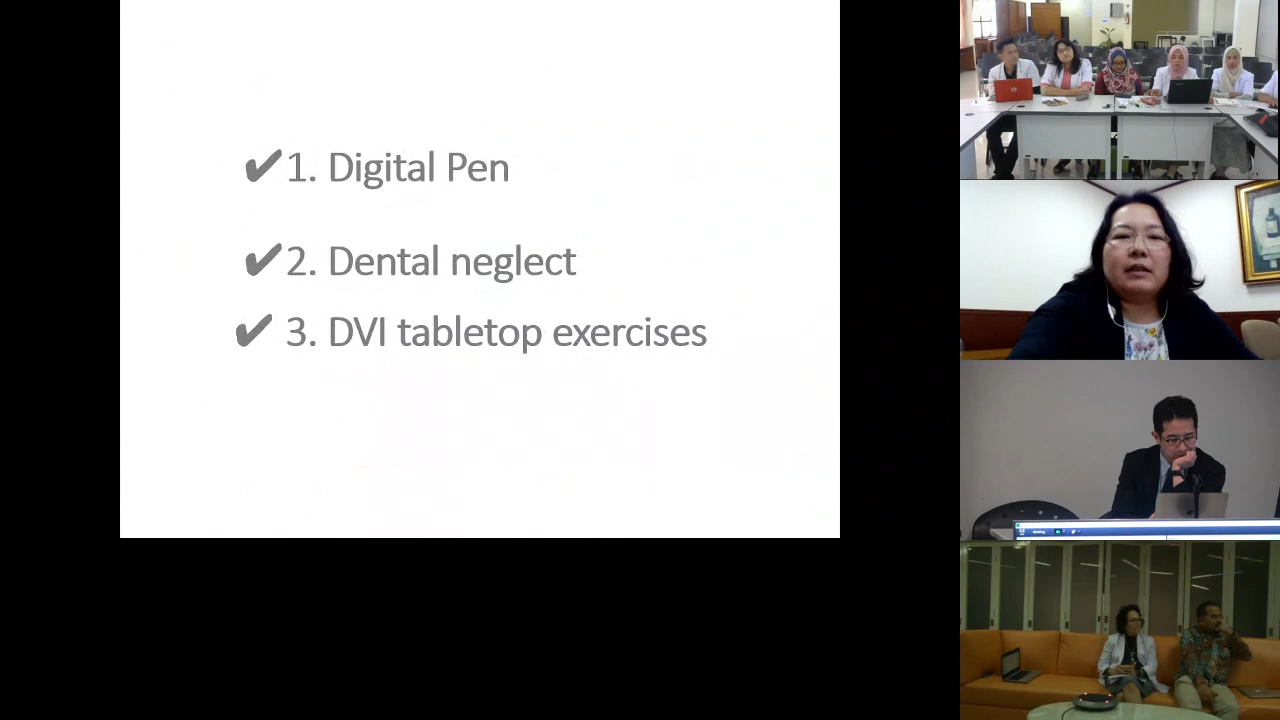 ✔1. Digital Pen
✔2. Dental neglect
✔ 3. DVI tabletop exercises